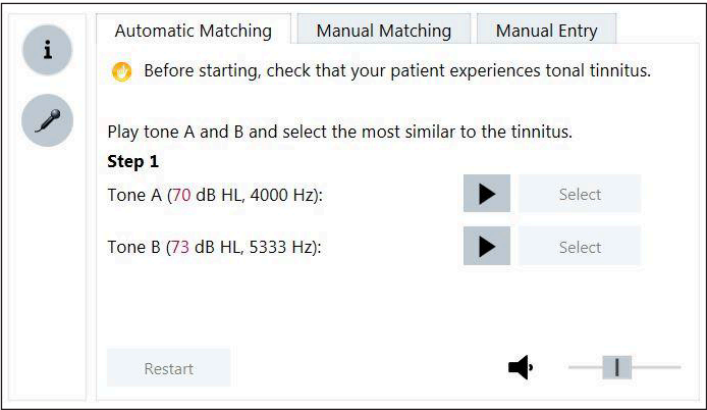 i
Automatic Matching
Manual Matching
Manual Entry
Before starting, check that your patient experiences tonal tinnitus.
Play tone A and B and select the most similar to the tinnitus.
Step 1
Tone A (70 dB HL, 4000 Hz):
Select
Tone B (73 dB HL, 5333 Hz):
Select
Restart